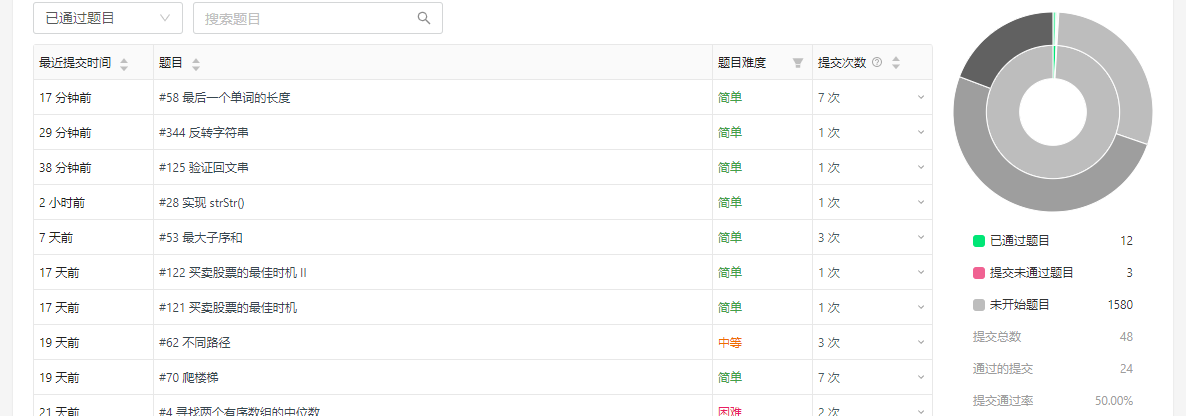 已通过题目 搜索题目
最近提交时间 题目 题目难度 提交次数
17 分钟前 #58 最后一个单词的长度 简单 7 次
29 分钟前 #344 反转字符串 简单 1 次
38 分钟前 #125 验证回文串 简单 1 次
2 小时前 #28 实现 strStr() 简单 1 次
7 天前 #53 最大子序和 简单 3 次
17 天前 #122 买卖股票的最佳时机 II 简单 1 次
17 天前 #121 买卖股票的最佳时机 简单 1 次
19 天前 #62 不同路径 中等 3 次
19 天前 #70 爬楼梯 简单 7 次
21 天前 #4 寻找两个有序数组的中位数 困难 2 次
已通过题目 12
提交未通过题目 3
未开始题目 1580
提交总数 48
通过的提交 24
提交通过率 50.00%